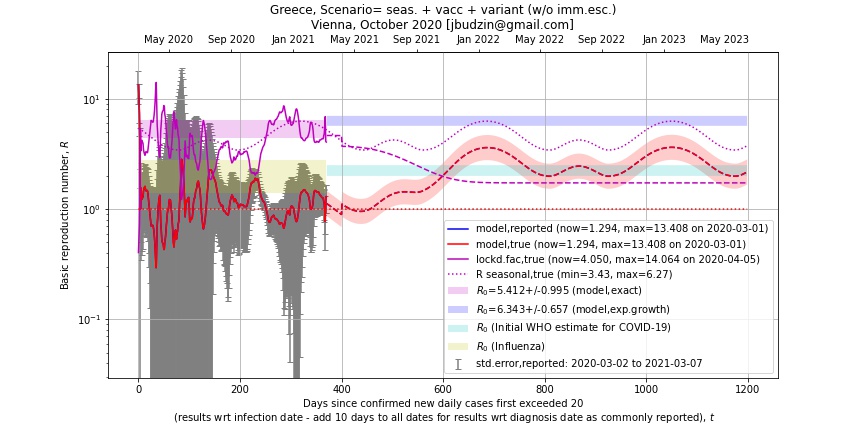 Greece, Scenario= seas. + vacc + variant (w/o imm.esc.)
Vienna, October 2020 [jbudzin@gmail.com]
May 2020 Sep 2020 Jan 2021 May 2021 Sep 2021 Jan 2022 May 2022 Sep 2022 Jan 2023 May 2023
10¹
10⁰
10⁻¹
Basic reproduction number, R
model,reported (now=1.294, max=13.408 on 2020-03-01)
model,true (now=1.294, max=13.408 on 2020-03-01)
lockd.fac,true (now=4.050, max=14.064 on 2020-04-05)
R seasonal,true (min=3.43, max=6.27)
R₀=5.412+/-0.995 (model,exact)
R₀=6.343+/-0.657 (model,exp.growth)
R₀ (Initial WHO estimate for COVID-19)
R₀ (Influenza)
std.error,reported: 2020-03-02 to 2021-03-07
0 200 400 600 800 1000 1200
Days since confirmed new daily cases first exceeded 20
(results wrt infection date - add 10 days to all dates for results wrt diagnosis date as commonly reported), t